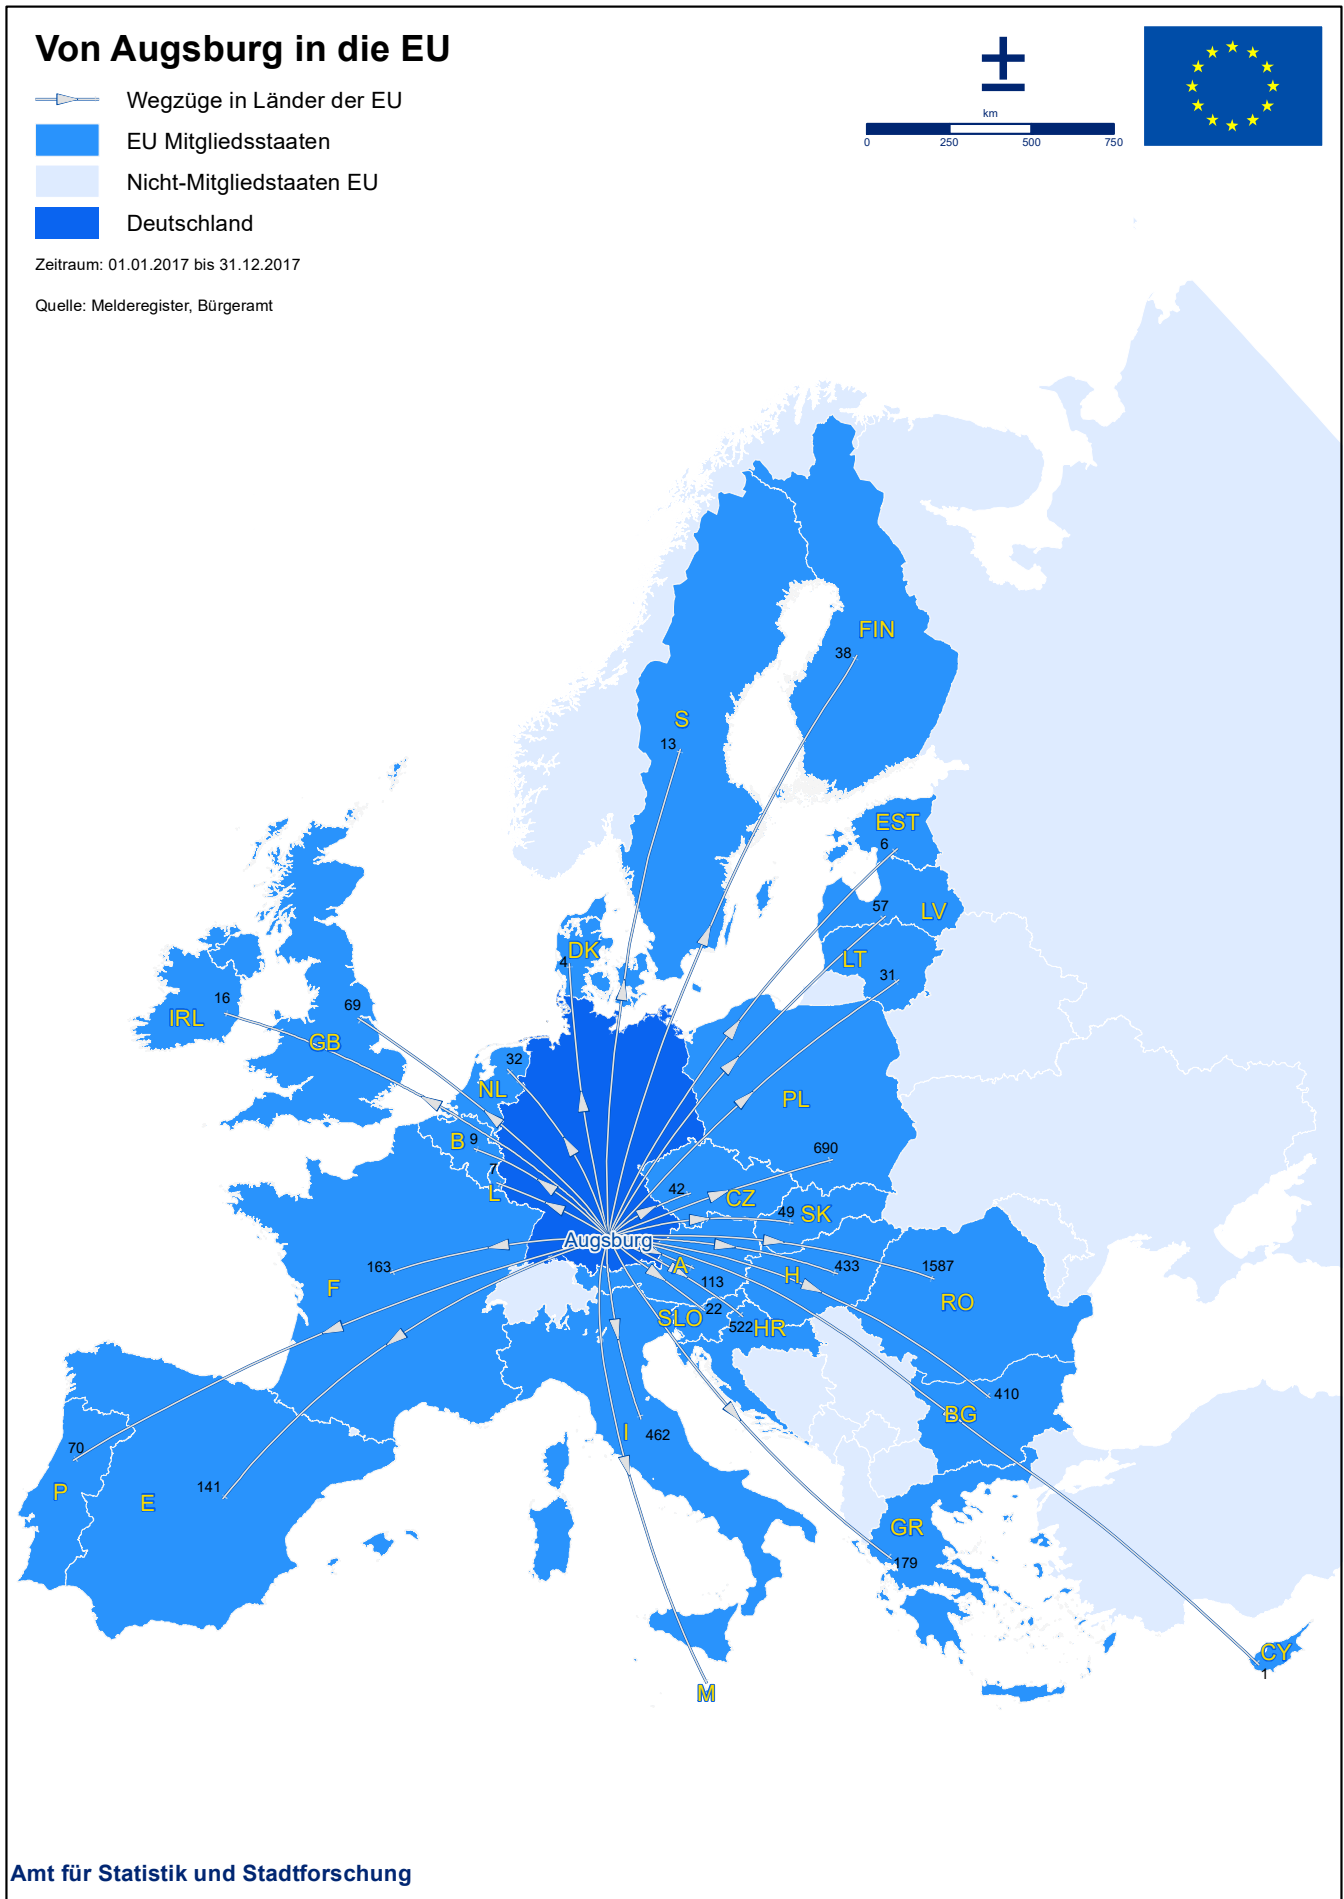 Von Augsburg in die EU
Wegzüge in Länder der EU
EU Mitgliedsstaaten
Nicht-Mitgliedstaaten EU
Deutschland
Zeitraum: 01.01.2017 bis 31.12.2017
Quelle: Melderegister, Bürgeramt
km
0 250 500 750
FIN
38
S
13
EST
6
57
LV
DK
4
LT
31
16
IRL
69
GB
32
NL
PL
B 9
690
7
L
42
CZ
49
SK
Augsburg
163
F
A
113
H
433
1587
RO
22
SLO
522
HR
410
BG
I
462
70
P
141
E
GR
179
CY
1
M
Amt für Statistik und Stadtforschung